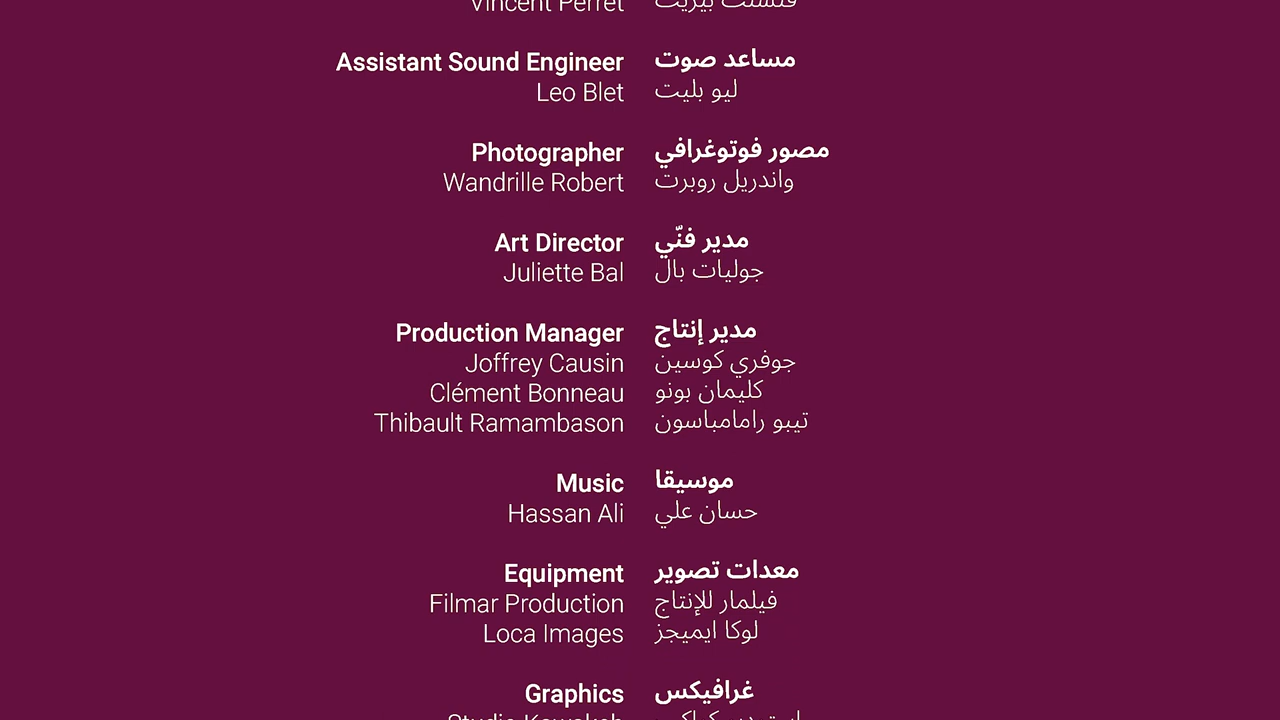 Vincent Perret
Assistant Sound Engineer مساعد صوت
Leo Blet ليو بليت
Photographer مصور فوتوغرافي
Wandrille Robert واندريل روبرت
Art Director مدير فنّي
Juliette Bal جوليات بال
Production Manager مدير إنتاج
Joffrey Causin جوفري كوسين
Clément Bonneau كليمان بونو
Thibault Ramambason تيبو رامامباسون
Music موسيقا
Hassan Ali حسان علي
Equipment معدات تصوير
Filmar Production فيلمار للإنتاج
Loca Images لوكا ايميجز
Graphics غرافيكس